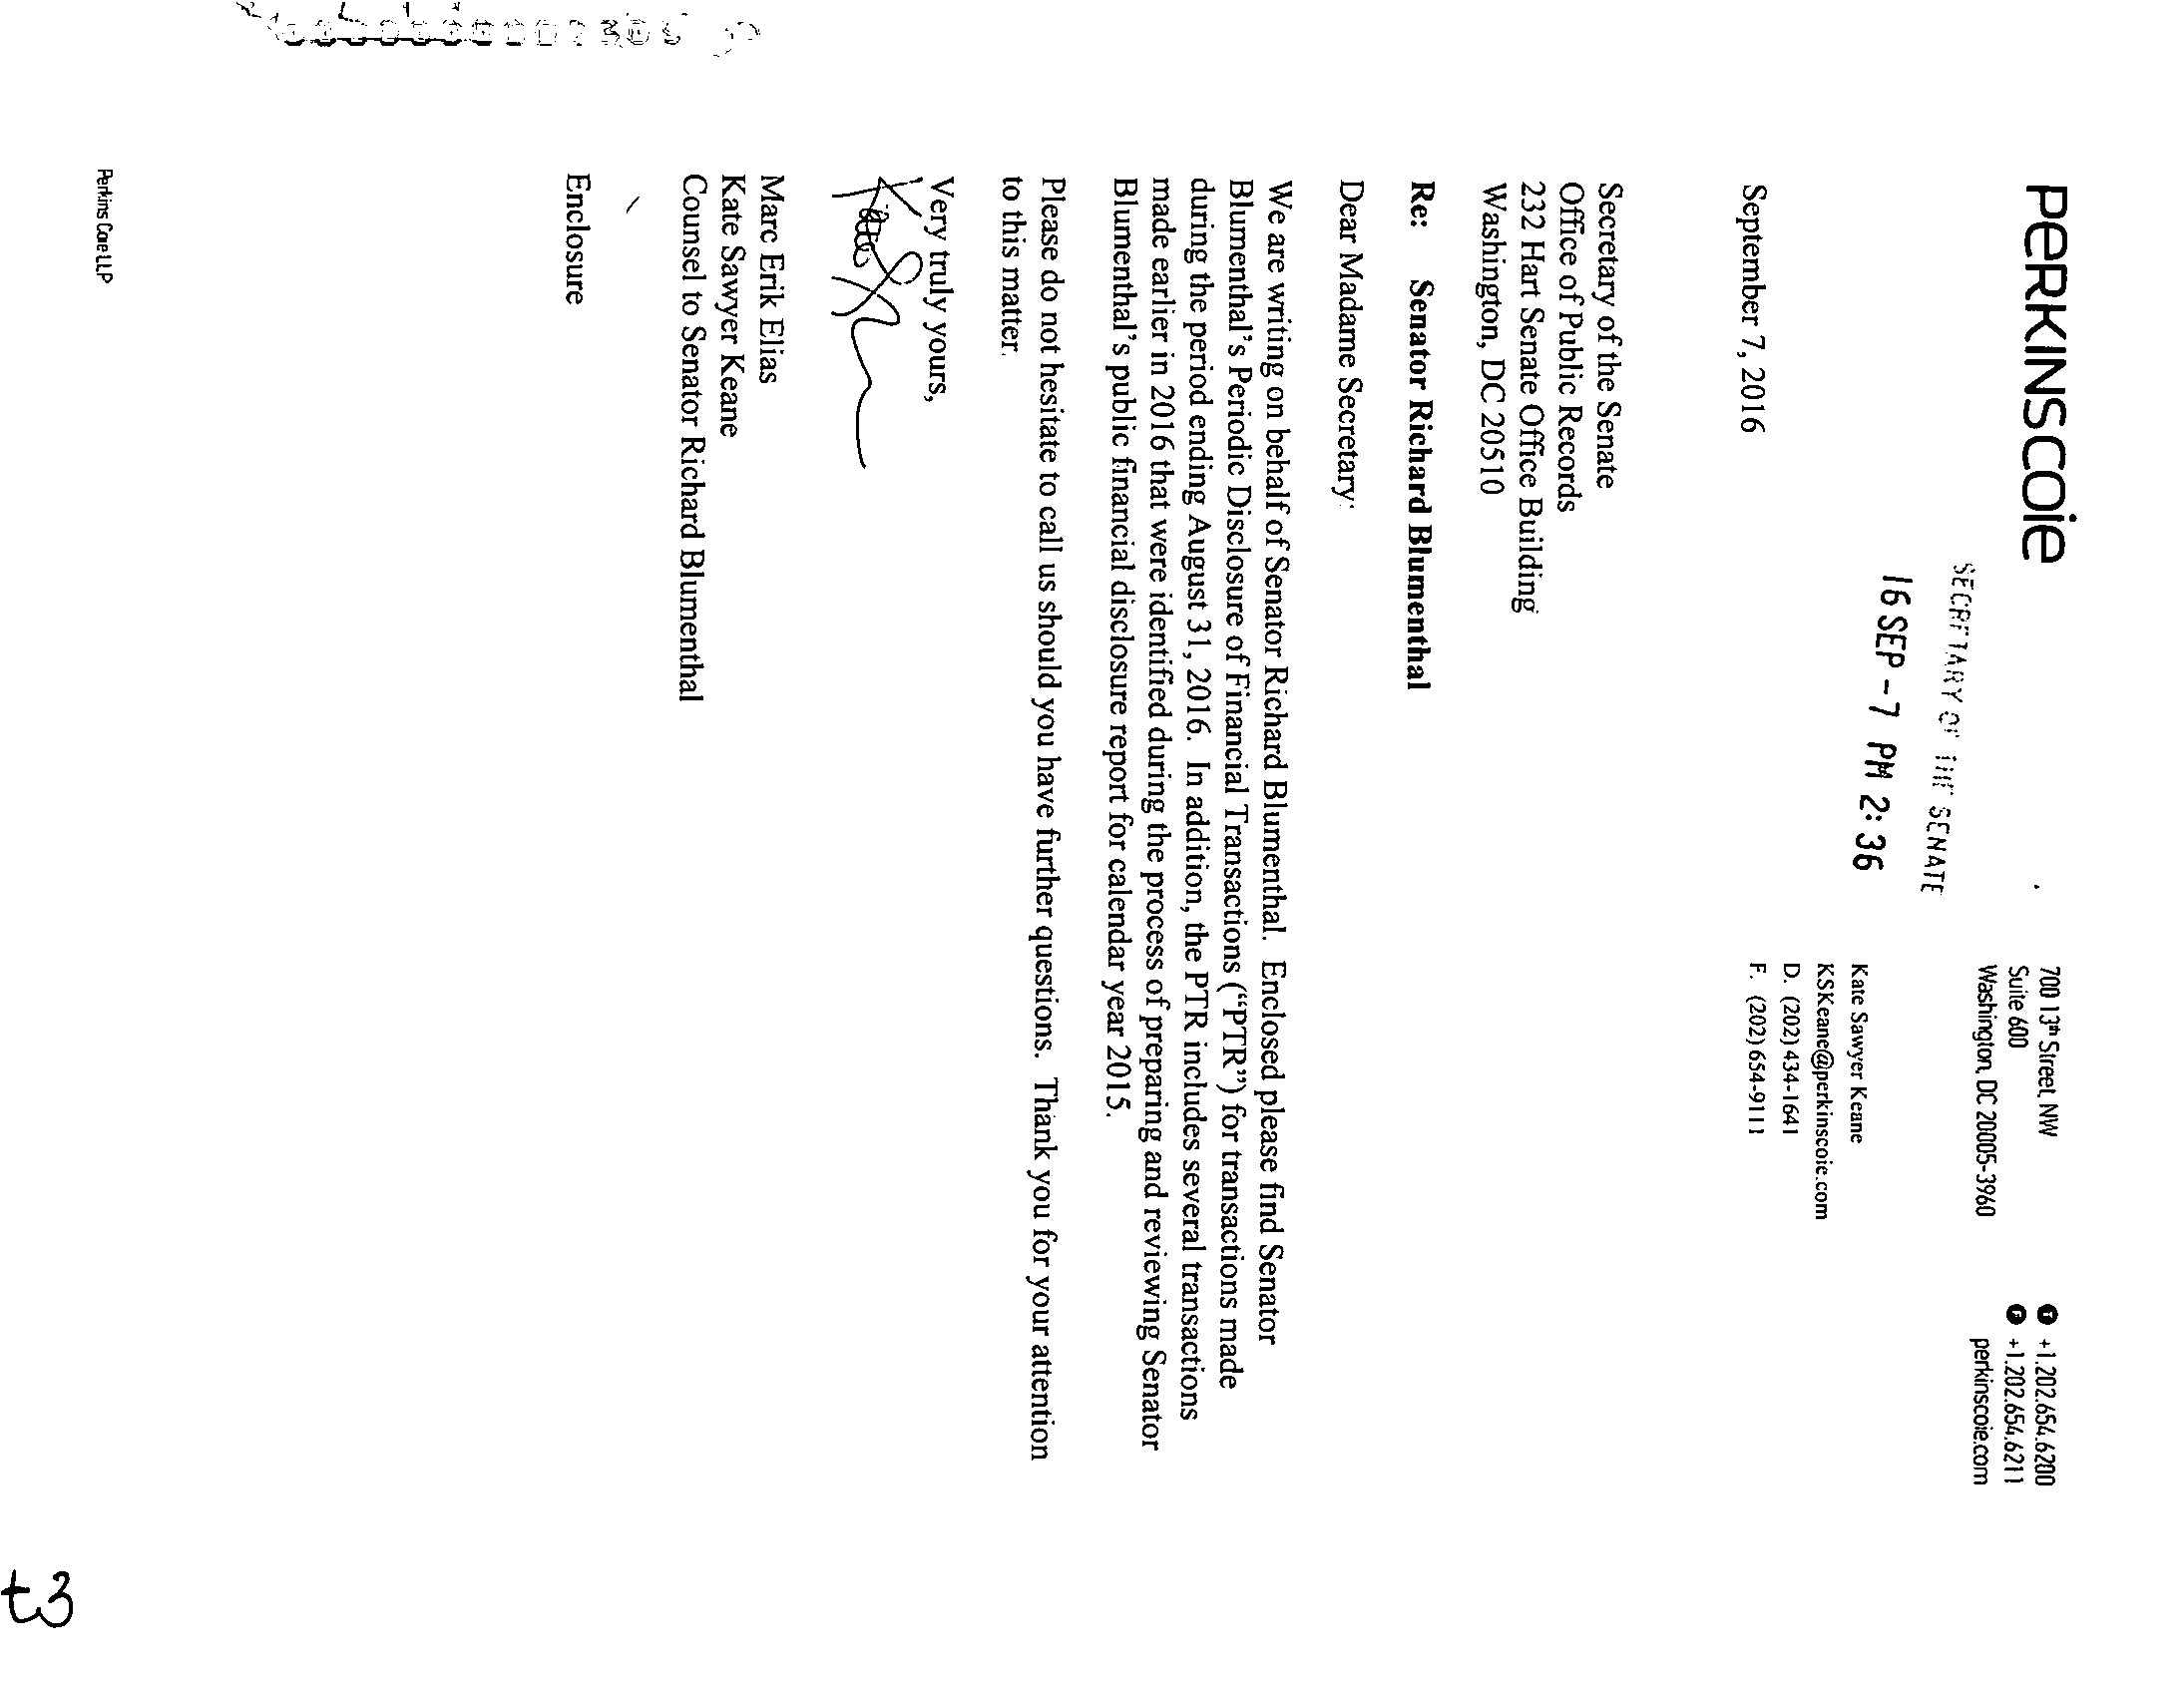 PERKINSCOIE
700 13th Street, NW
Suite 600
Washington, DC 20005-3960
+1.202.654.6200
+1.202.654.6211
perkinscoie.com
SECRETARY OF THE SENATE
16 SEP -7 PM 2:36
Kate Sawyer Keane
KSKeane@perkinscoie.com
D. (202) 434-1641
F. (202) 654-9111
September 7, 2016
Secretary of the Senate
Office of Public Records
232 Hart Senate Office Building
Washington, DC 20510
Re: Senator Richard Blumenthal
Dear Madame Secretary:
We are writing on behalf of Senator Richard Blumenthal. Enclosed please find Senator
Blumenthal's Periodic Disclosure of Financial Transactions (“PTR”) for transactions made
during the period ending August 31, 2016. In addition, the PTR includes several transactions
made earlier in 2016 that were identified during the process of preparing and reviewing Senator
Blumenthal's public financial disclosure report for calendar year 2015.
Please do not hesitate to call us should you have further questions. Thank you for your attention
to this matter.
Very truly yours,
Marc Erik Elias
Kate Sawyer Keane
Counsel to Senator Richard Blumenthal
Enclosure
Perkins Coie LLP
t3